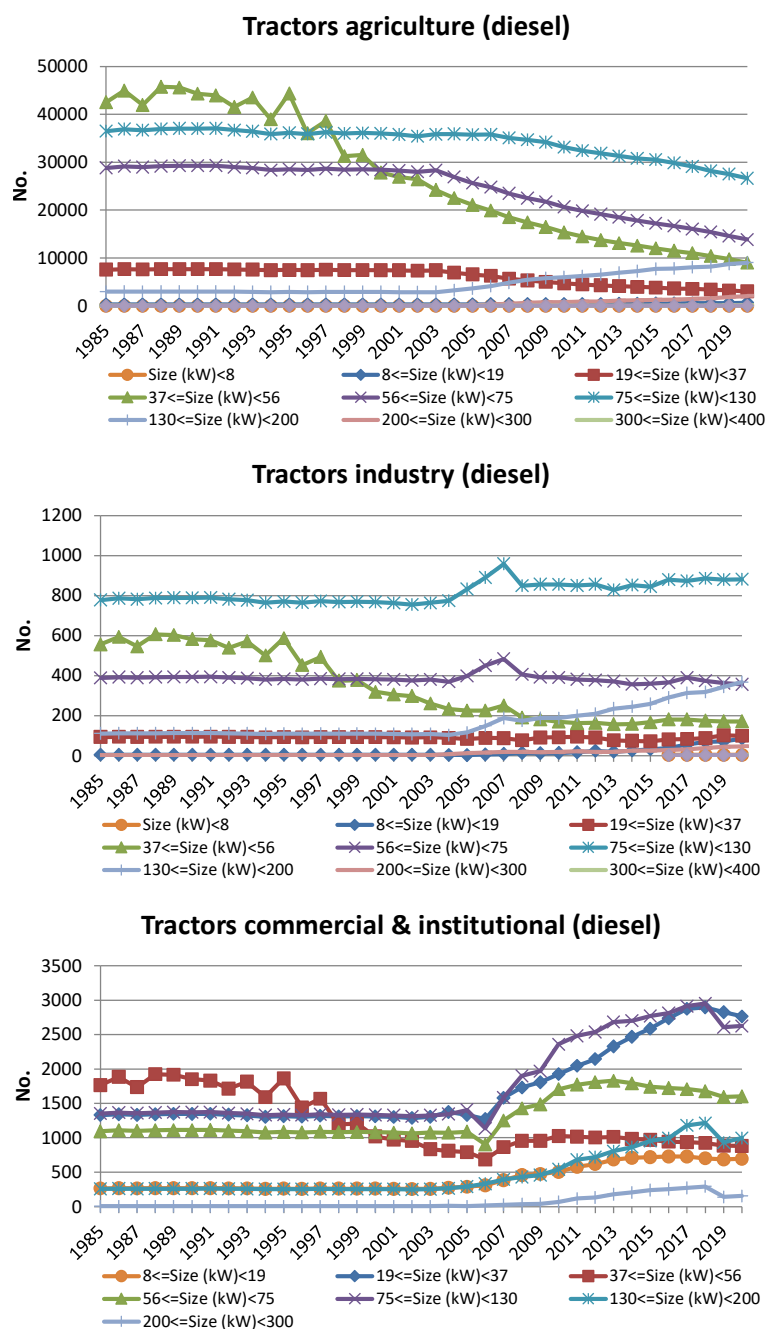 Tractors agriculture (diesel)
50000
40000
30000
20000
10000
0
No.
1985 1987 1989 1991 1993 1995 1997 1999 2001 2003 2005 2007 2009 2011 2013 2015 2017 2019
Size (kW)<8 8<=Size (kW)<19 19<=Size (kW)<37
37<=Size (kW)<56 56<=Size (kW)<75 75<=Size (kW)<130
130<=Size (kW)<200 200<=Size (kW)<300 300<=Size (kW)<400
Tractors industry (diesel)
1200
1000
800
600
400
200
0
No.
1985 1987 1989 1991 1993 1995 1997 1999 2001 2003 2005 2007 2009 2011 2013 2015 2017 2019
Size (kW)<8 8<=Size (kW)<19 19<=Size (kW)<37
37<=Size (kW)<56 56<=Size (kW)<75 75<=Size (kW)<130
130<=Size (kW)<200 200<=Size (kW)<300 300<=Size (kW)<400
Tractors commercial & institutional (diesel)
3500
3000
2500
2000
1500
1000
500
0
No.
1985 1987 1989 1991 1993 1995 1997 1999 2001 2003 2005 2007 2009 2011 2013 2015 2017 2019
8<=Size (kW)<19 19<=Size (kW)<37 37<=Size (kW)<56
56<=Size (kW)<75 75<=Size (kW)<130 130<=Size (kW)<200
200<=Size (kW)<300